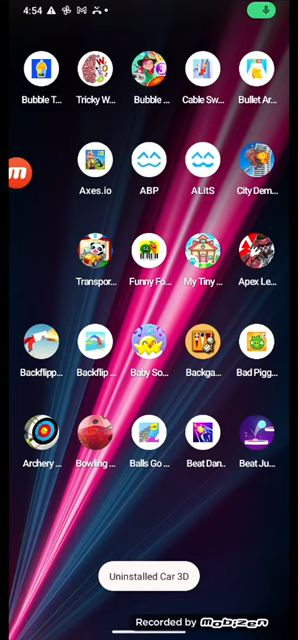 4:54
Bubble T... Tricky W... Bubble ... Cable Sw... Bullet Ar...
Axes.io ABP ALitS City Dem...
Transpor... Funny Fo... My Tiny ... Apex Le...
Backflipp... Backflip ... Baby So... Backga... Bad Pigg...
Archery ... Bowling ... Balls Go ... Beat Dan.. Beat Ju...
Uninstalled Car 3D
Recorded by Mobizen